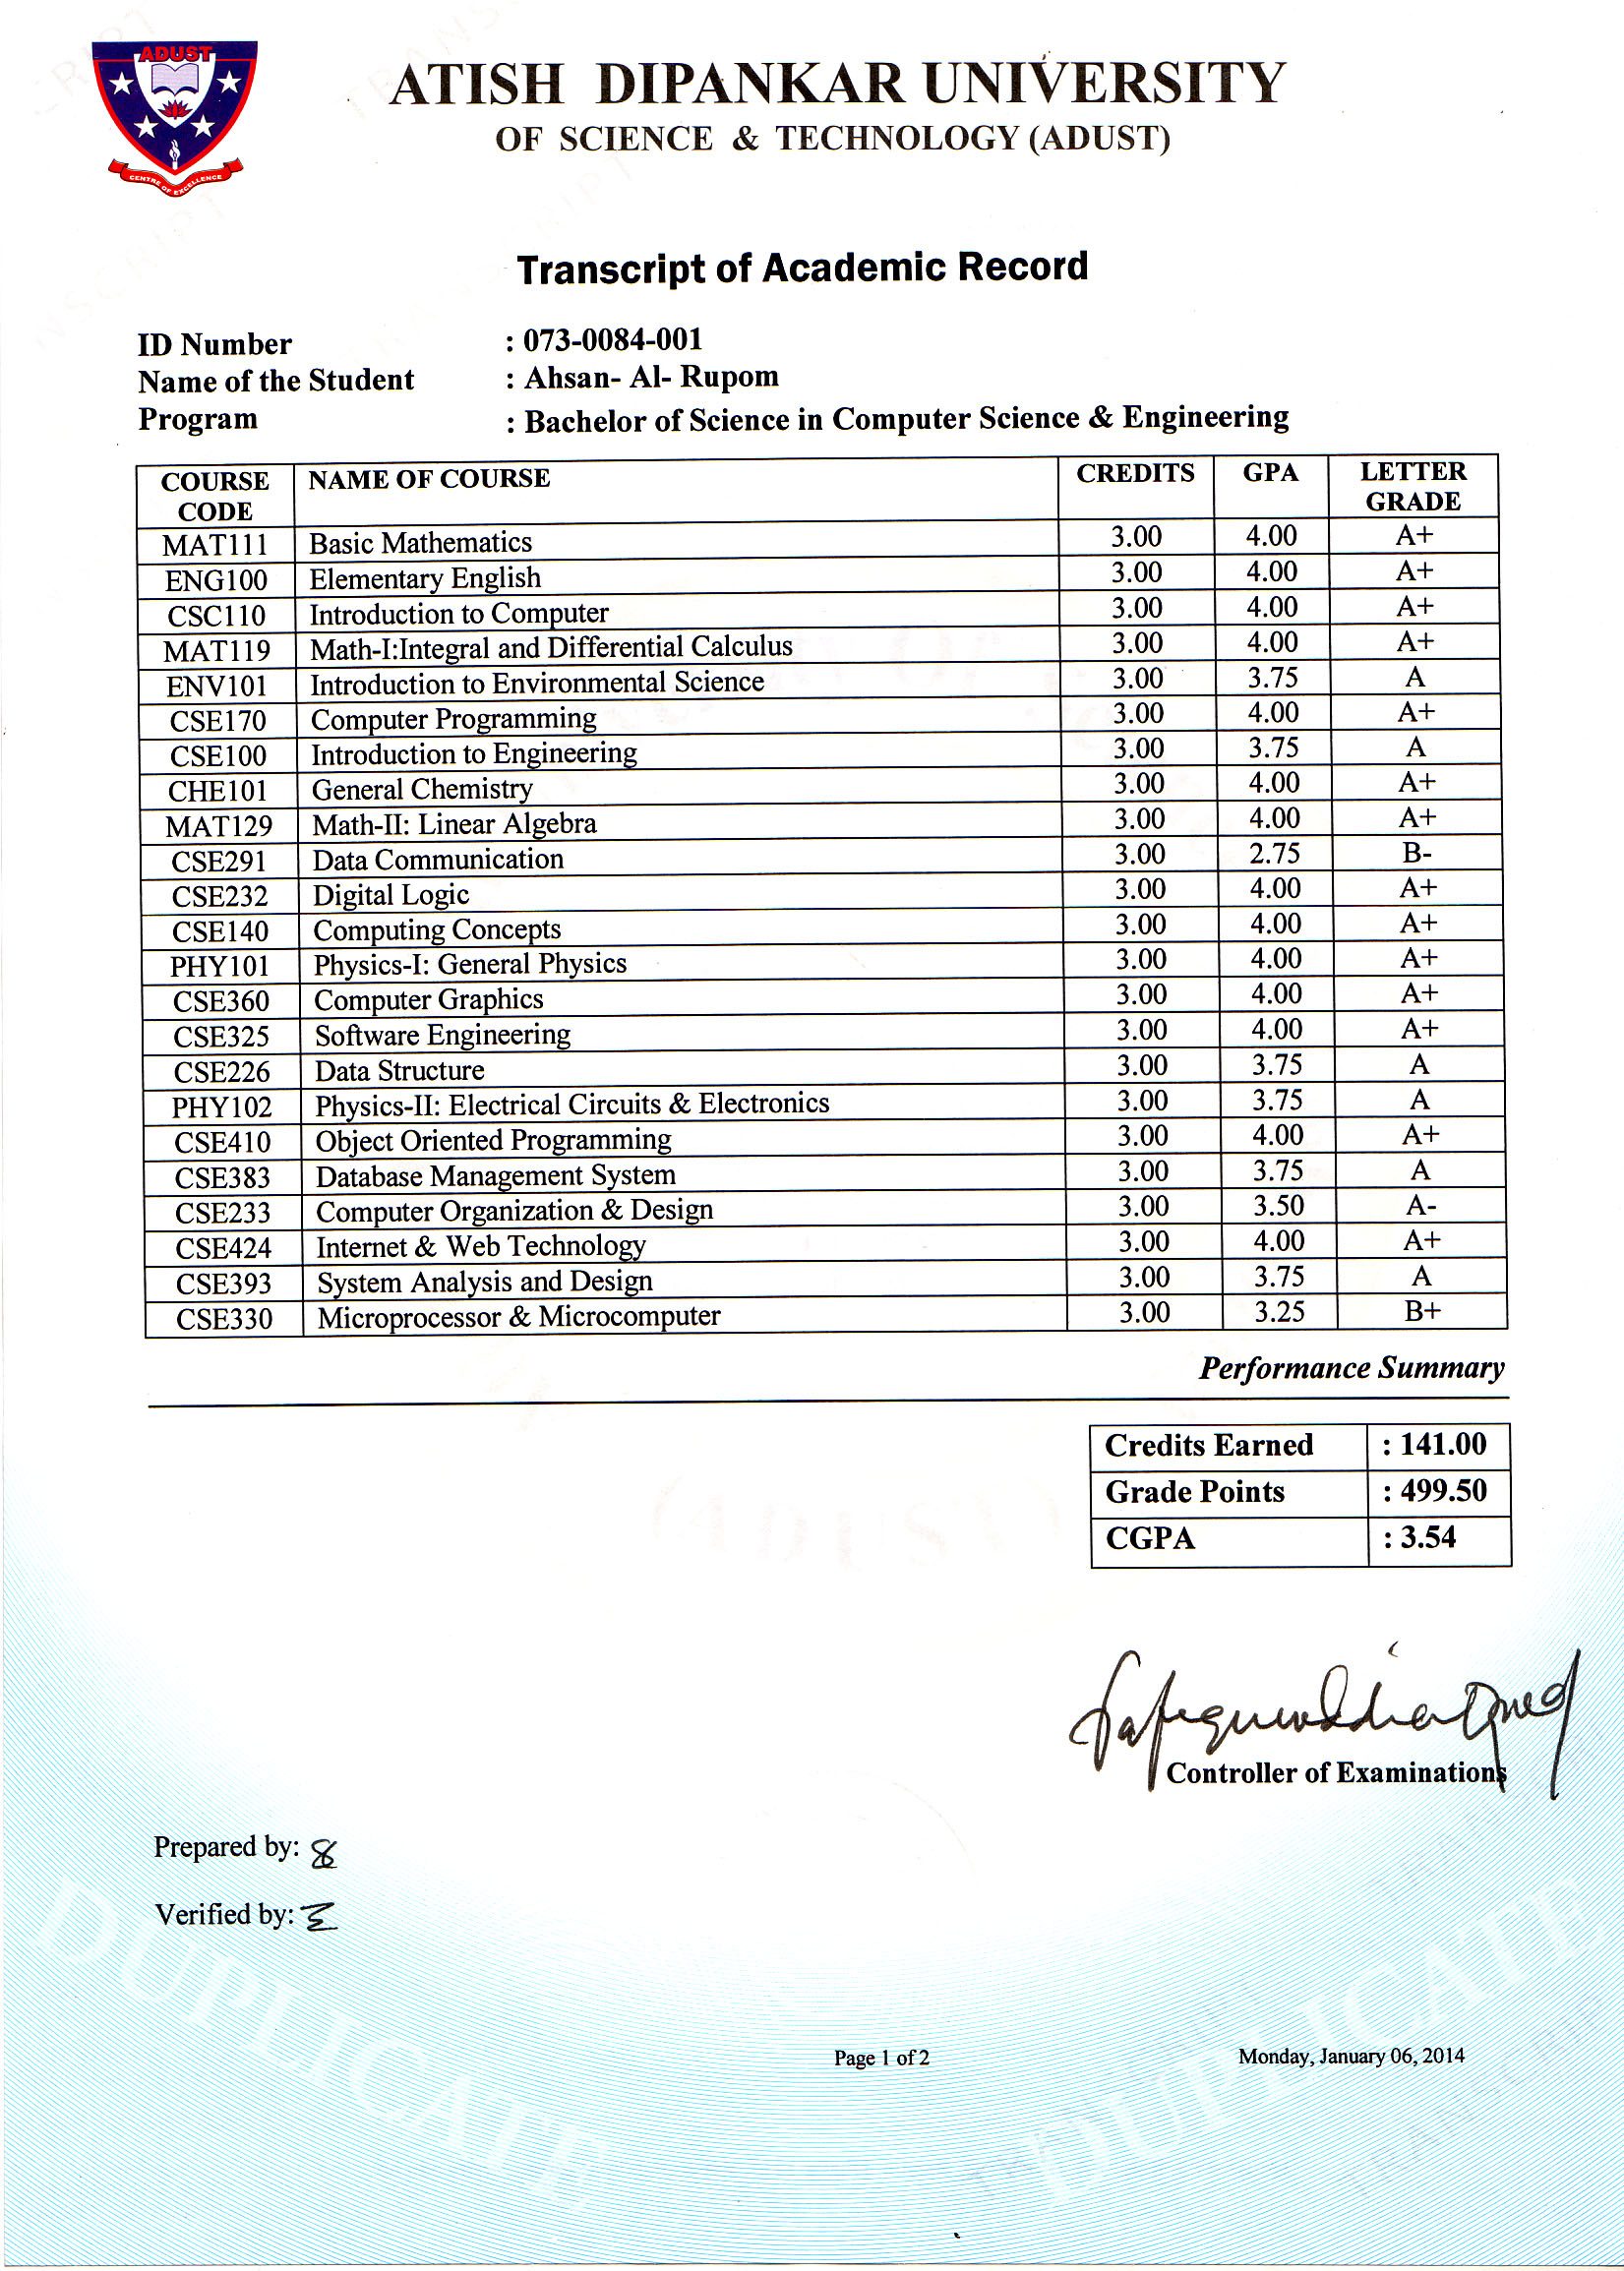 ADUST
CENTRE OF EXCELLENCE
ATISH DIPANKAR UNIVERSITY
OF SCIENCE & TECHNOLOGY (ADUST)
Transcript of Academic Record
ID Number : 073-0084-001
Name of the Student : Ahsan- Al- Rupom
Program : Bachelor of Science in Computer Science & Engineering
COURSE CODE NAME OF COURSE CREDITS GPA LETTER GRADE
MAT111 Basic Mathematics 3.00 4.00 A+
ENG100 Elementary English 3.00 4.00 A+
CSC110 Introduction to Computer 3.00 4.00 A+
MAT119 Math-I:Integral and Differential Calculus 3.00 4.00 A+
ENV101 Introduction to Environmental Science 3.00 3.75 A
CSE170 Computer Programming 3.00 4.00 A+
CSE100 Introduction to Engineering 3.00 3.75 A
CHE101 General Chemistry 3.00 4.00 A+
MAT129 Math-II: Linear Algebra 3.00 4.00 A+
CSE291 Data Communication 3.00 2.75 B-
CSE232 Digital Logic 3.00 4.00 A+
CSE140 Computing Concepts 3.00 4.00 A+
PHY101 Physics-I: General Physics 3.00 4.00 A+
CSE360 Computer Graphics 3.00 4.00 A+
CSE325 Software Engineering 3.00 4.00 A+
CSE226 Data Structure 3.00 3.75 A
PHY102 Physics-II: Electrical Circuits & Electronics 3.00 3.75 A
CSE410 Object Oriented Programming 3.00 4.00 A+
CSE383 Database Management System 3.00 3.75 A
CSE233 Computer Organization & Design 3.00 3.50 A-
CSE424 Internet & Web Technology 3.00 4.00 A+
CSE393 System Analysis and Design 3.00 3.75 A
CSE330 Microprocessor & Microcomputer 3.00 3.25 B+
Performance Summary
Credits Earned : 141.00
Grade Points : 499.50
CGPA : 3.54
Controller of Examinations
Prepared by:
Verified by:
DUPLICATE DUPLICATE
Page 1 of 2 Monday, January 06, 2014